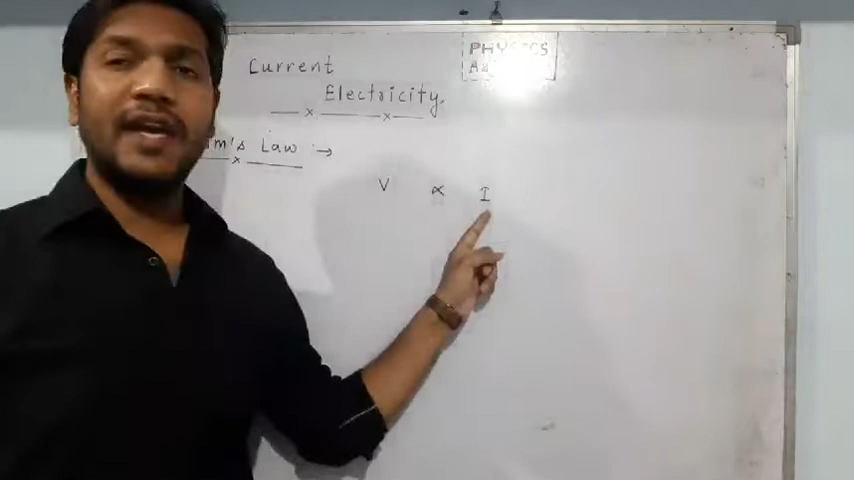 PHYSICS
Current
Electricity.
Law :→
V ∝ I